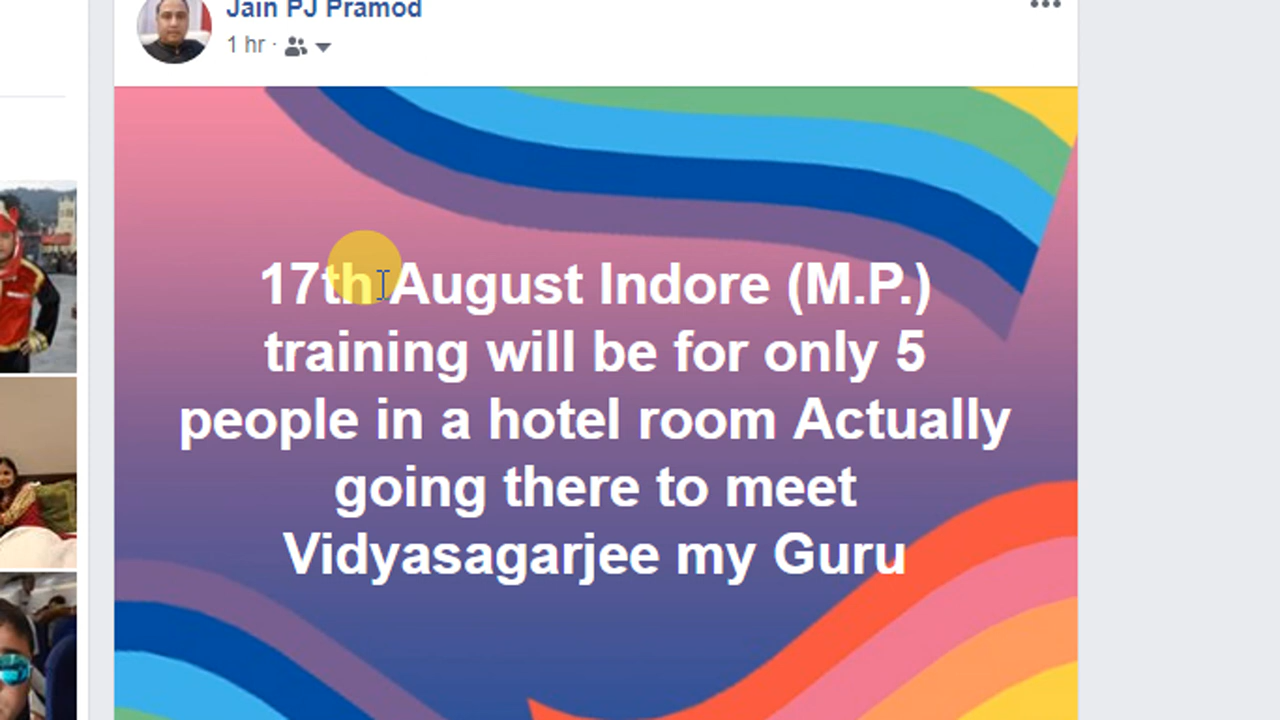 Jain PJ Pramod
1 hr ·
17th August Indore (M.P.)
training will be for only 5
people in a hotel room Actually
going there to meet
Vidyasagarjee my Guru